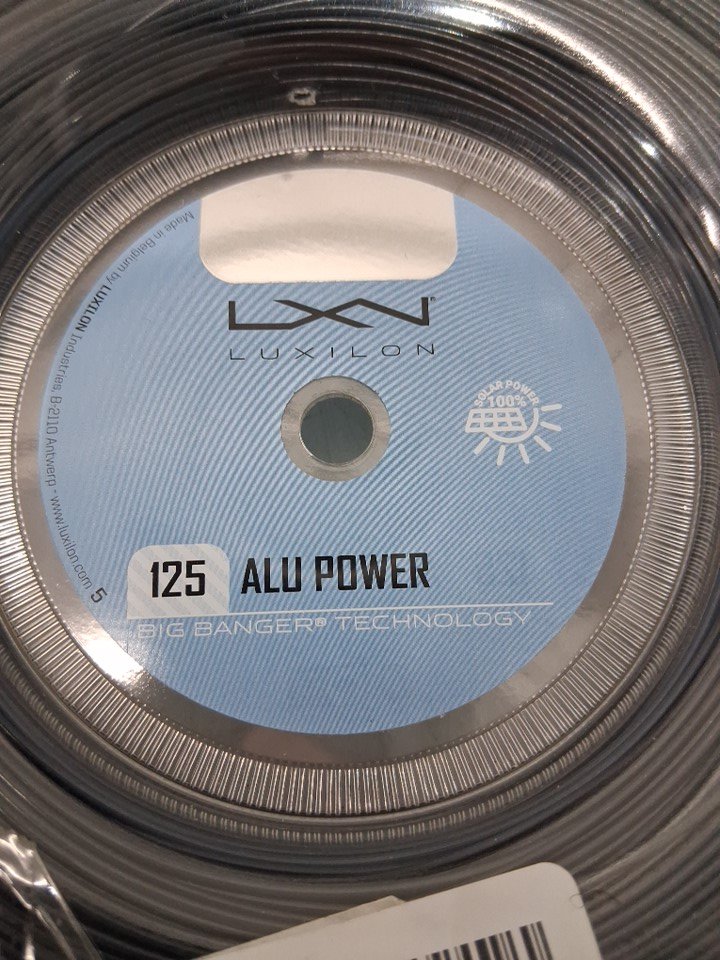 LXN®
LUXILON
SOLAR POWER
100%
125 ALU POWER
BIG BANGER® TECHNOLOGY
Made in Belgium by LUXILON Industries, B-2110 Antwerp - www.luxilon.com 5